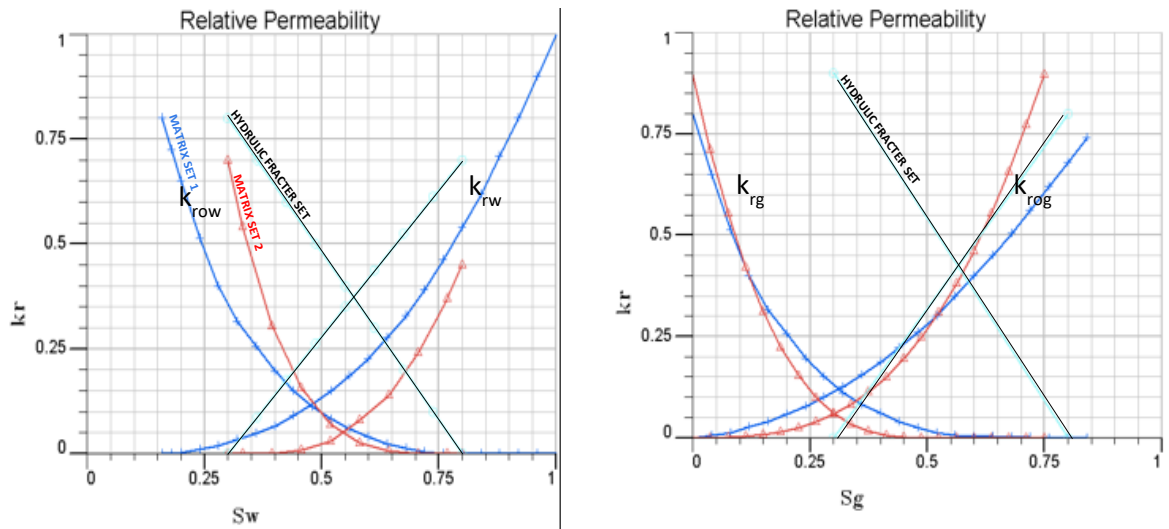 Relative Permeability
1
0.75
0.5
0.25
0
0
0.25
0.5
0.75
1
kr
Sw
MATRIX SET 1
MATRIX SET 2
HYDRULIC FRACTER SET
krow
krw
Relative Permeability
1
0.75
0.5
0.25
0
0
0.25
0.5
0.75
1
kr
Sg
HYDRULIC FRACTER SET
krg
krog